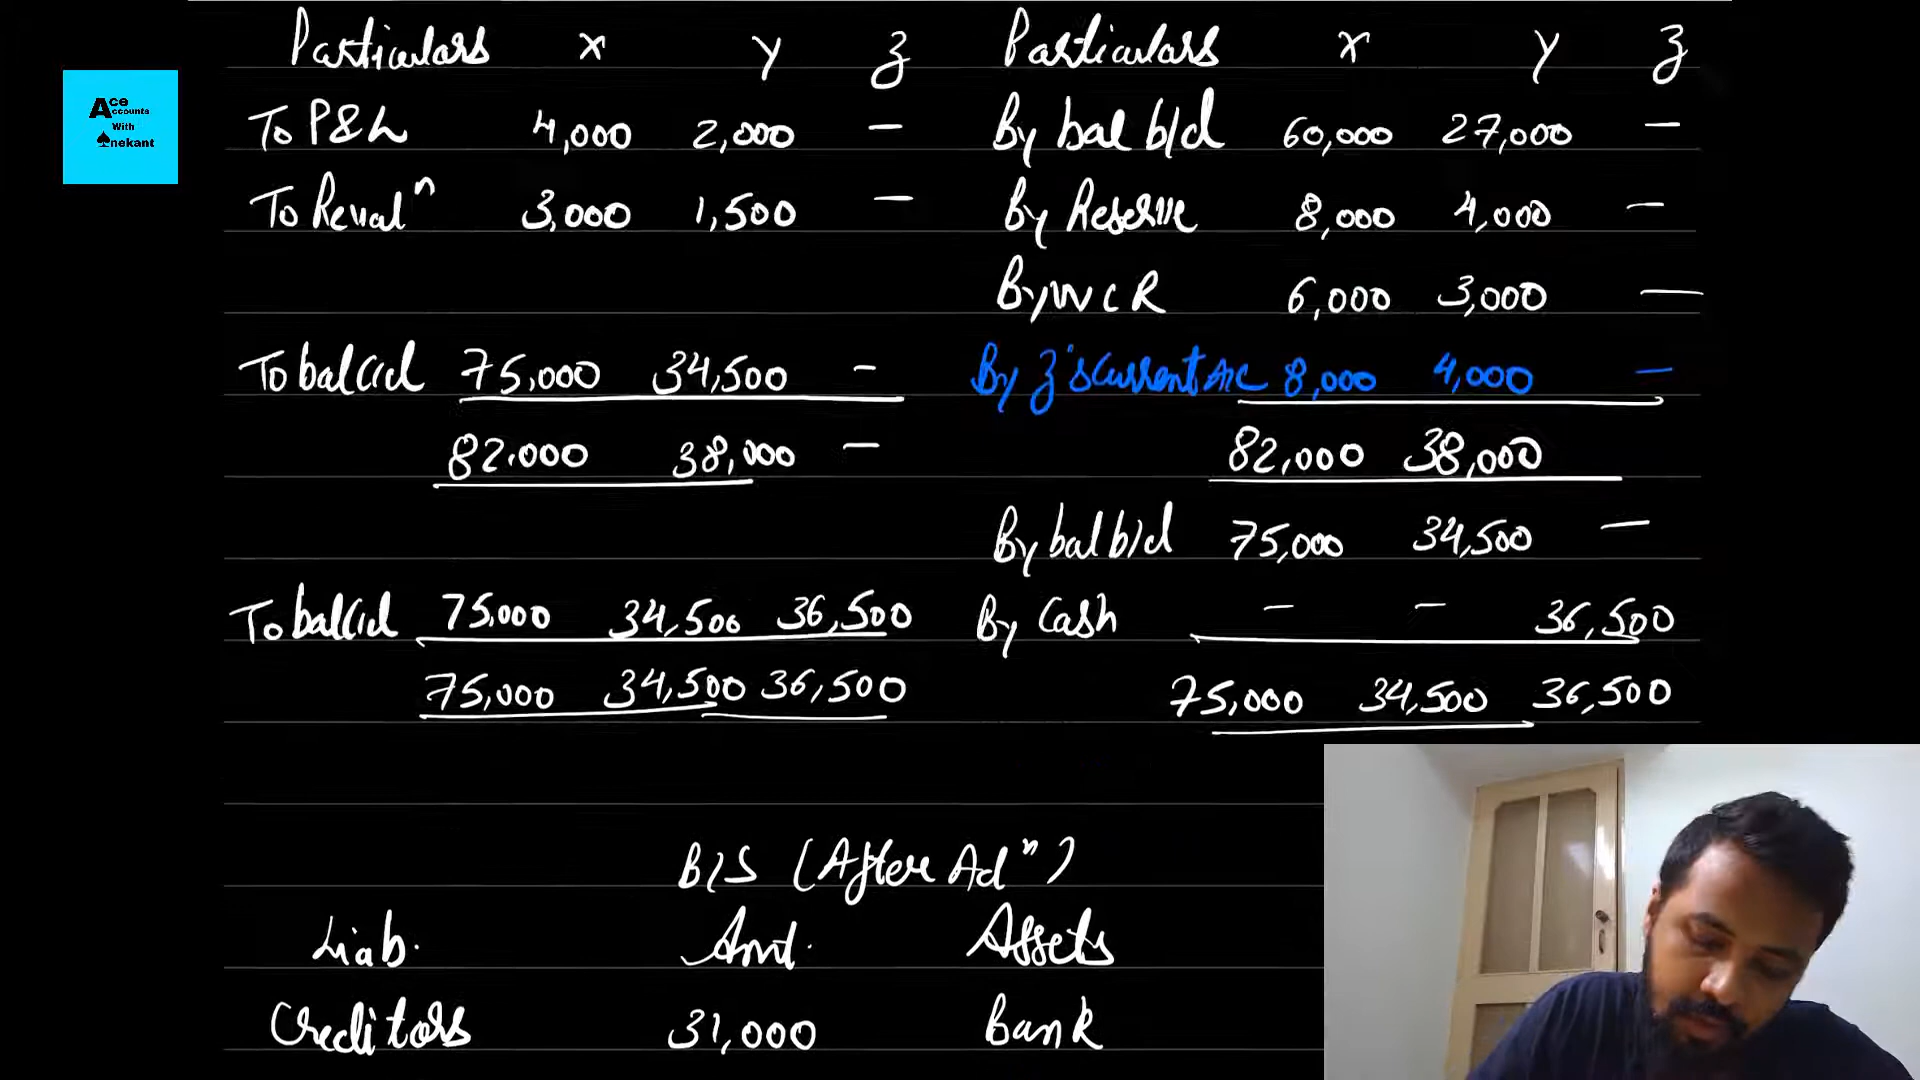 Particulars x y z Particulars x y z
Ace
Accounts
With
Anekant
To P&L 4,000 2,000 — By bal b/d 60,000 27,000 —
To Revalⁿ 3,000 1,500 — By Reserve 8,000 4,000 —
By WCR 6,000 3,000 —
To bal c/d 75,000 34,500 — By z's Current A/c 8,000 4,000 —
82,000 38,000 — 82,000 38,000
By bal b/d 75,000 34,500 —
To bal c/d 75,000 34,500 36,500 By Cash — — 36,500
75,000 34,500 36,500 75,000 34,500 36,500
B/S (After Adⁿ)
Liab. Amt. Assets
Creditors 31,000 Bank